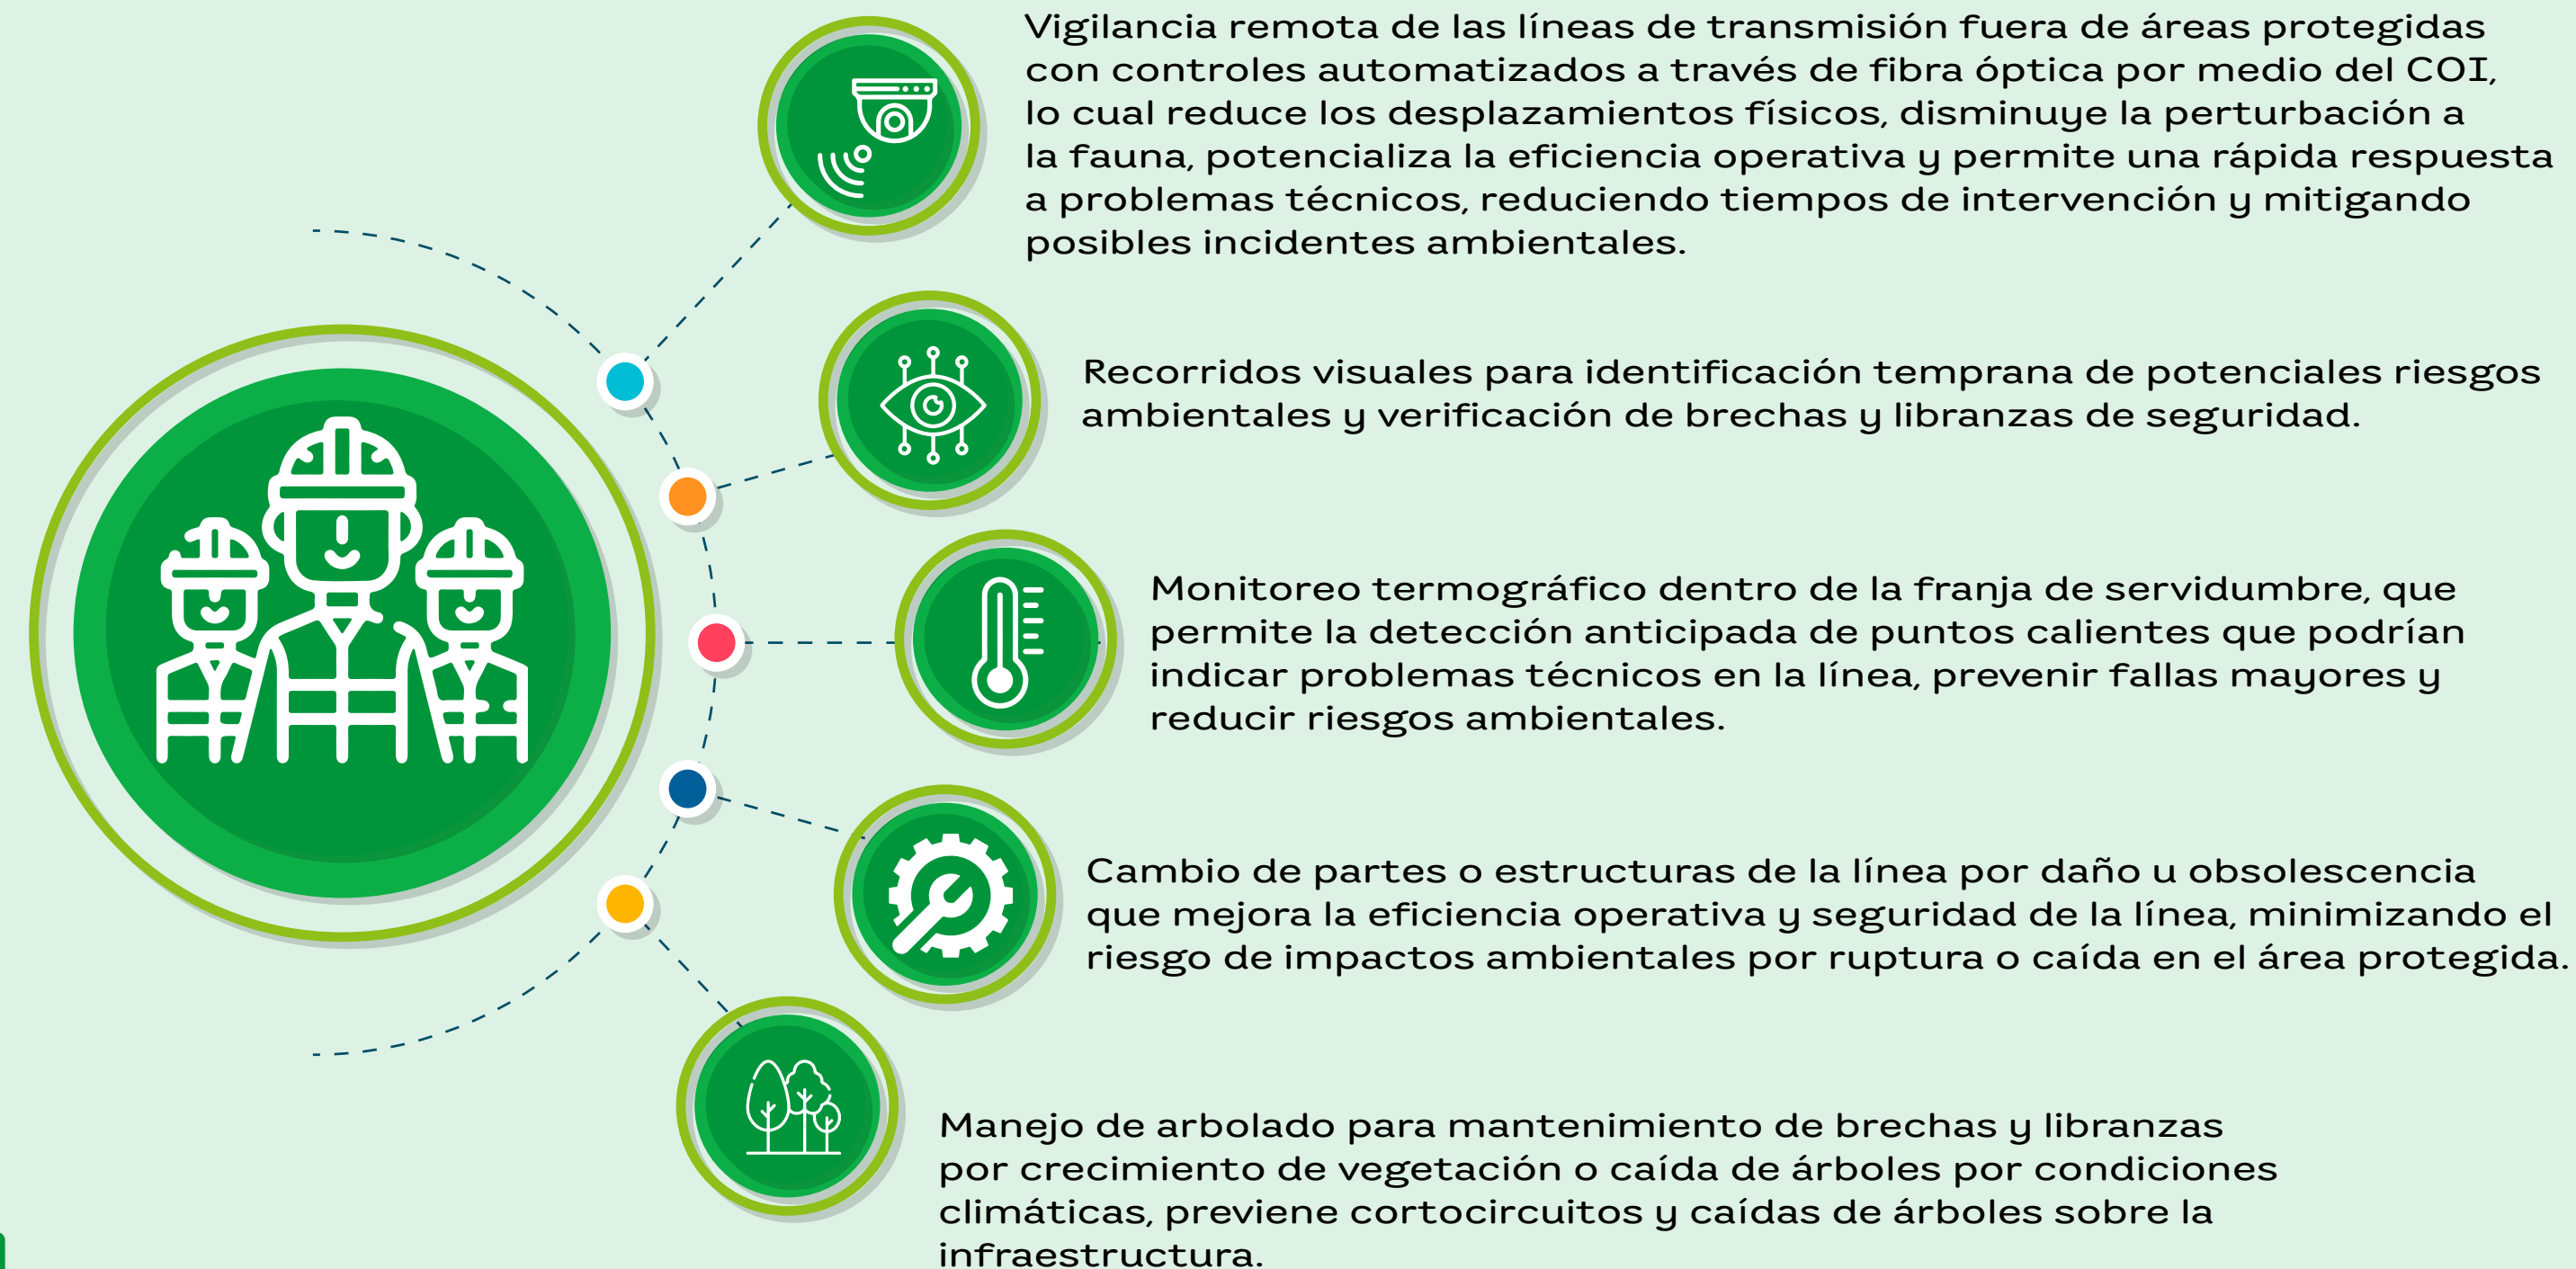 Vigilancia remota de las líneas de transmisión fuera de áreas protegidas
con controles automatizados a través de fibra óptica por medio del COI,
lo cual reduce los desplazamientos físicos, disminuye la perturbación a
la fauna, potencializa la eficiencia operativa y permite una rápida respuesta
a problemas técnicos, reduciendo tiempos de intervención y mitigando
posibles incidentes ambientales.
Recorridos visuales para identificación temprana de potenciales riesgos
ambientales y verificación de brechas y libranzas de seguridad.
Monitoreo termográfico dentro de la franja de servidumbre, que
permite la detección anticipada de puntos calientes que podrían
indicar problemas técnicos en la línea, prevenir fallas mayores y
reducir riesgos ambientales.
Cambio de partes o estructuras de la línea por daño u obsolescencia
que mejora la eficiencia operativa y seguridad de la línea, minimizando el
riesgo de impactos ambientales por ruptura o caída en el área protegida.
Manejo de arbolado para mantenimiento de brechas y libranzas
por crecimiento de vegetación o caída de árboles por condiciones
climáticas, previene cortocircuitos y caídas de árboles sobre la
infraestructura.